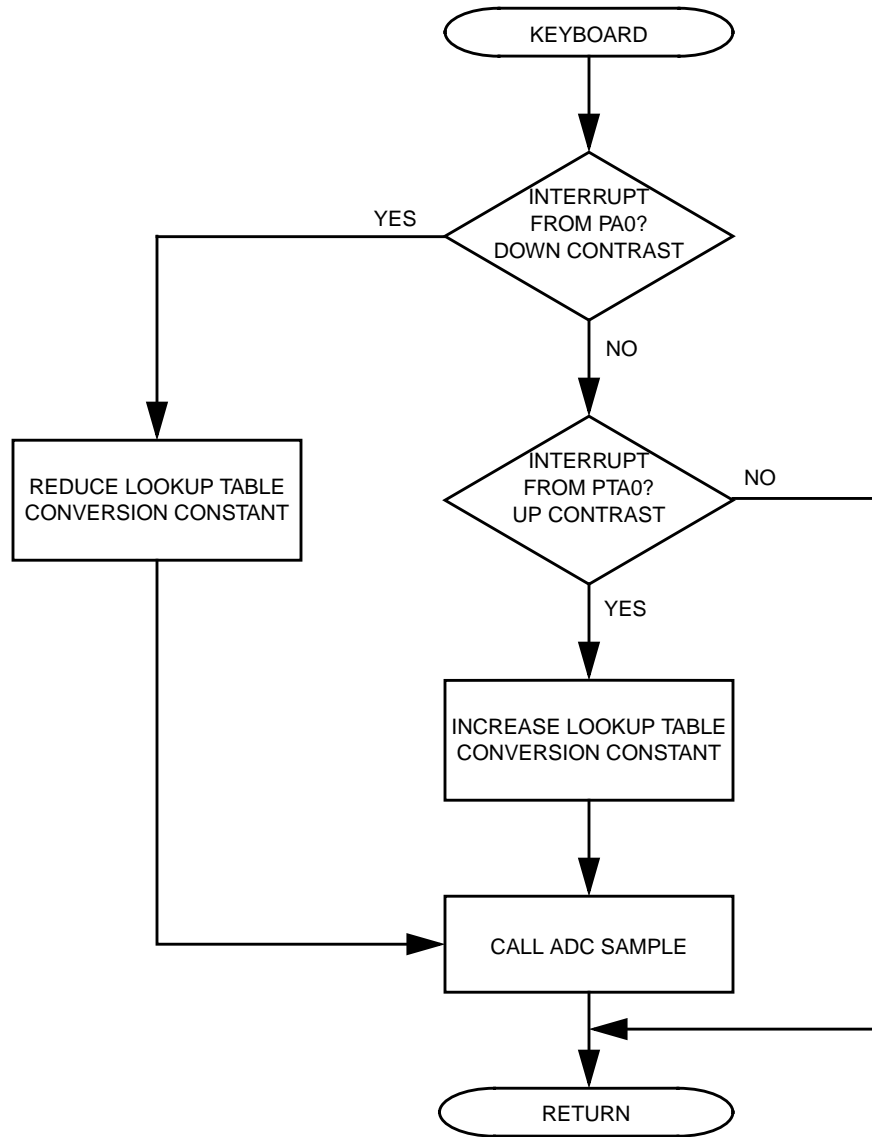 KEYBOARD
INTERRUPT
FROM PA0?
DOWN CONTRAST
YES
NO
REDUCE LOOKUP TABLE
CONVERSION CONSTANT
INTERRUPT
FROM PTA0?
UP CONTRAST
NO
YES
INCREASE LOOKUP TABLE
CONVERSION CONSTANT
CALL ADC SAMPLE
RETURN